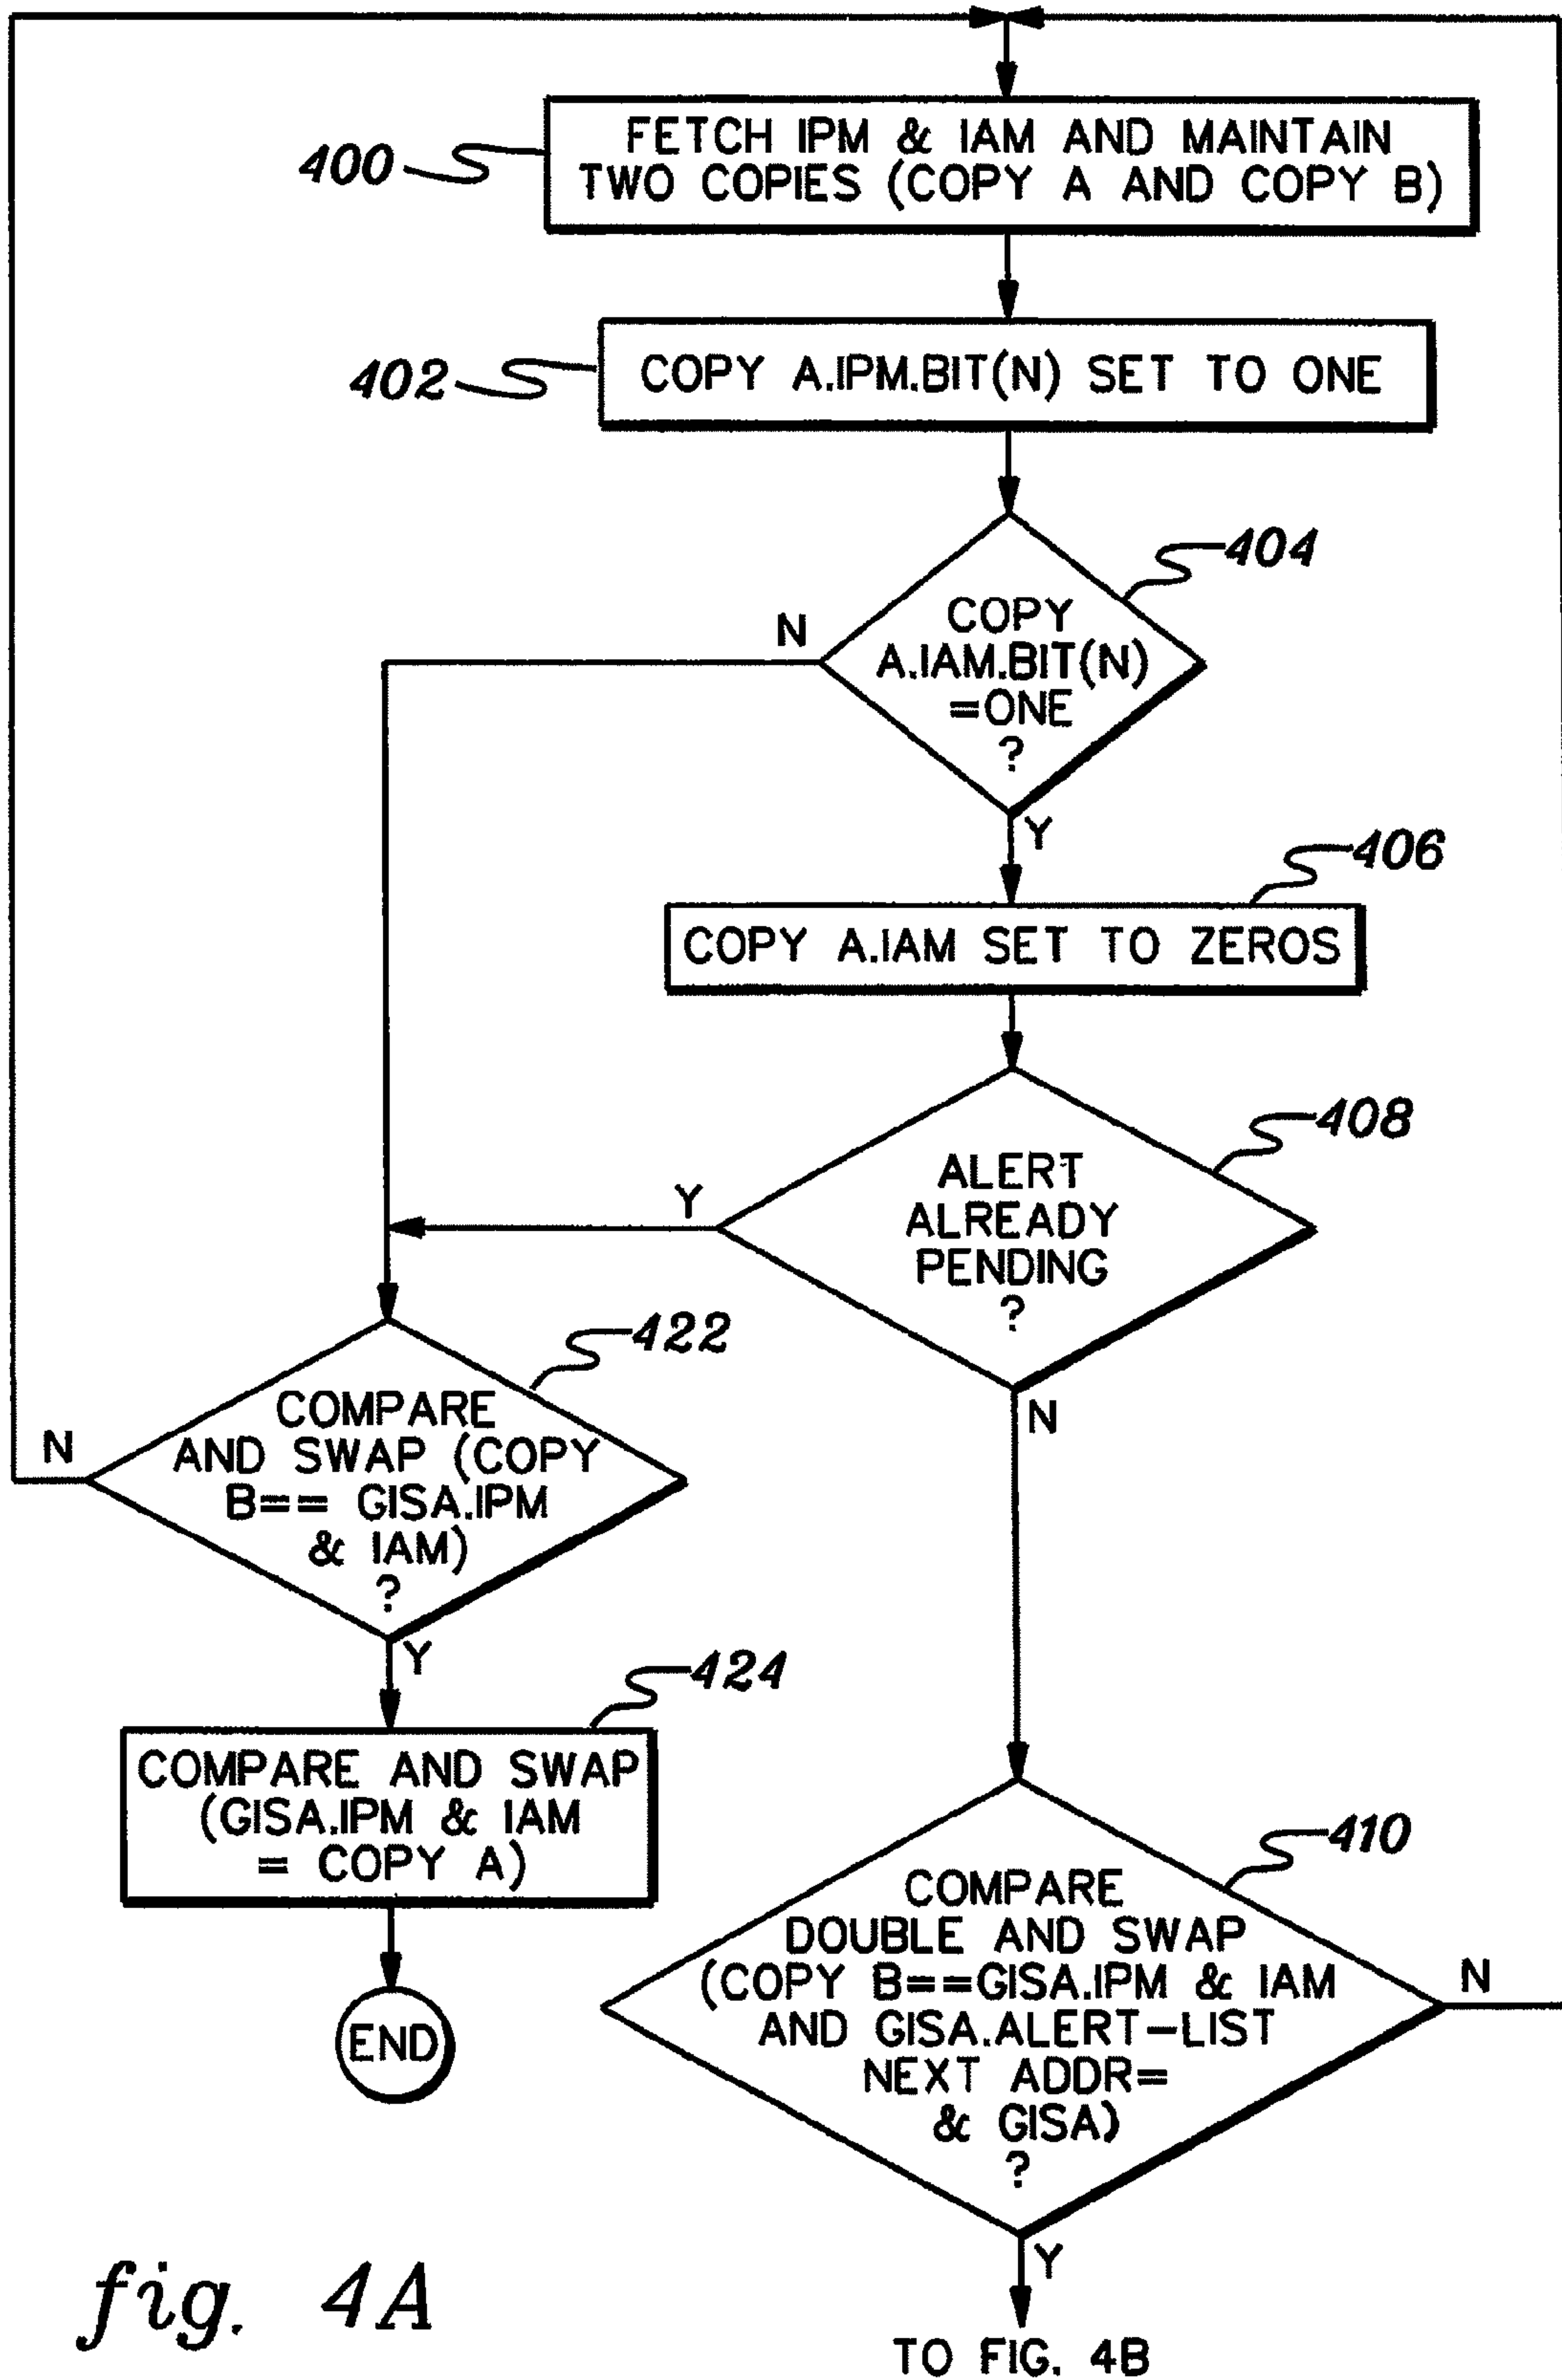 400
FETCH IPM & IAM AND MAINTAIN
TWO COPIES (COPY A AND COPY B)
402
COPY A.IPM.BIT(N) SET TO ONE
404
N
COPY
A.IAM.BIT(N)
=ONE
?
Y
406
COPY A.IAM SET TO ZEROS
408
Y
ALERT
ALREADY
PENDING
?
N
422
N
COMPARE
AND SWAP (COPY
B== GISA.IPM
& IAM)
?
Y
424
COMPARE AND SWAP
(GISA.IPM & IAM
= COPY A)
END
410
COMPARE
DOUBLE AND SWAP
(COPY B==GISA.IPM & IAM
AND GISA.ALERT-LIST
NEXT ADDR=
& GISA)
?
N
Y
TO FIG. 4B
fig. 4A